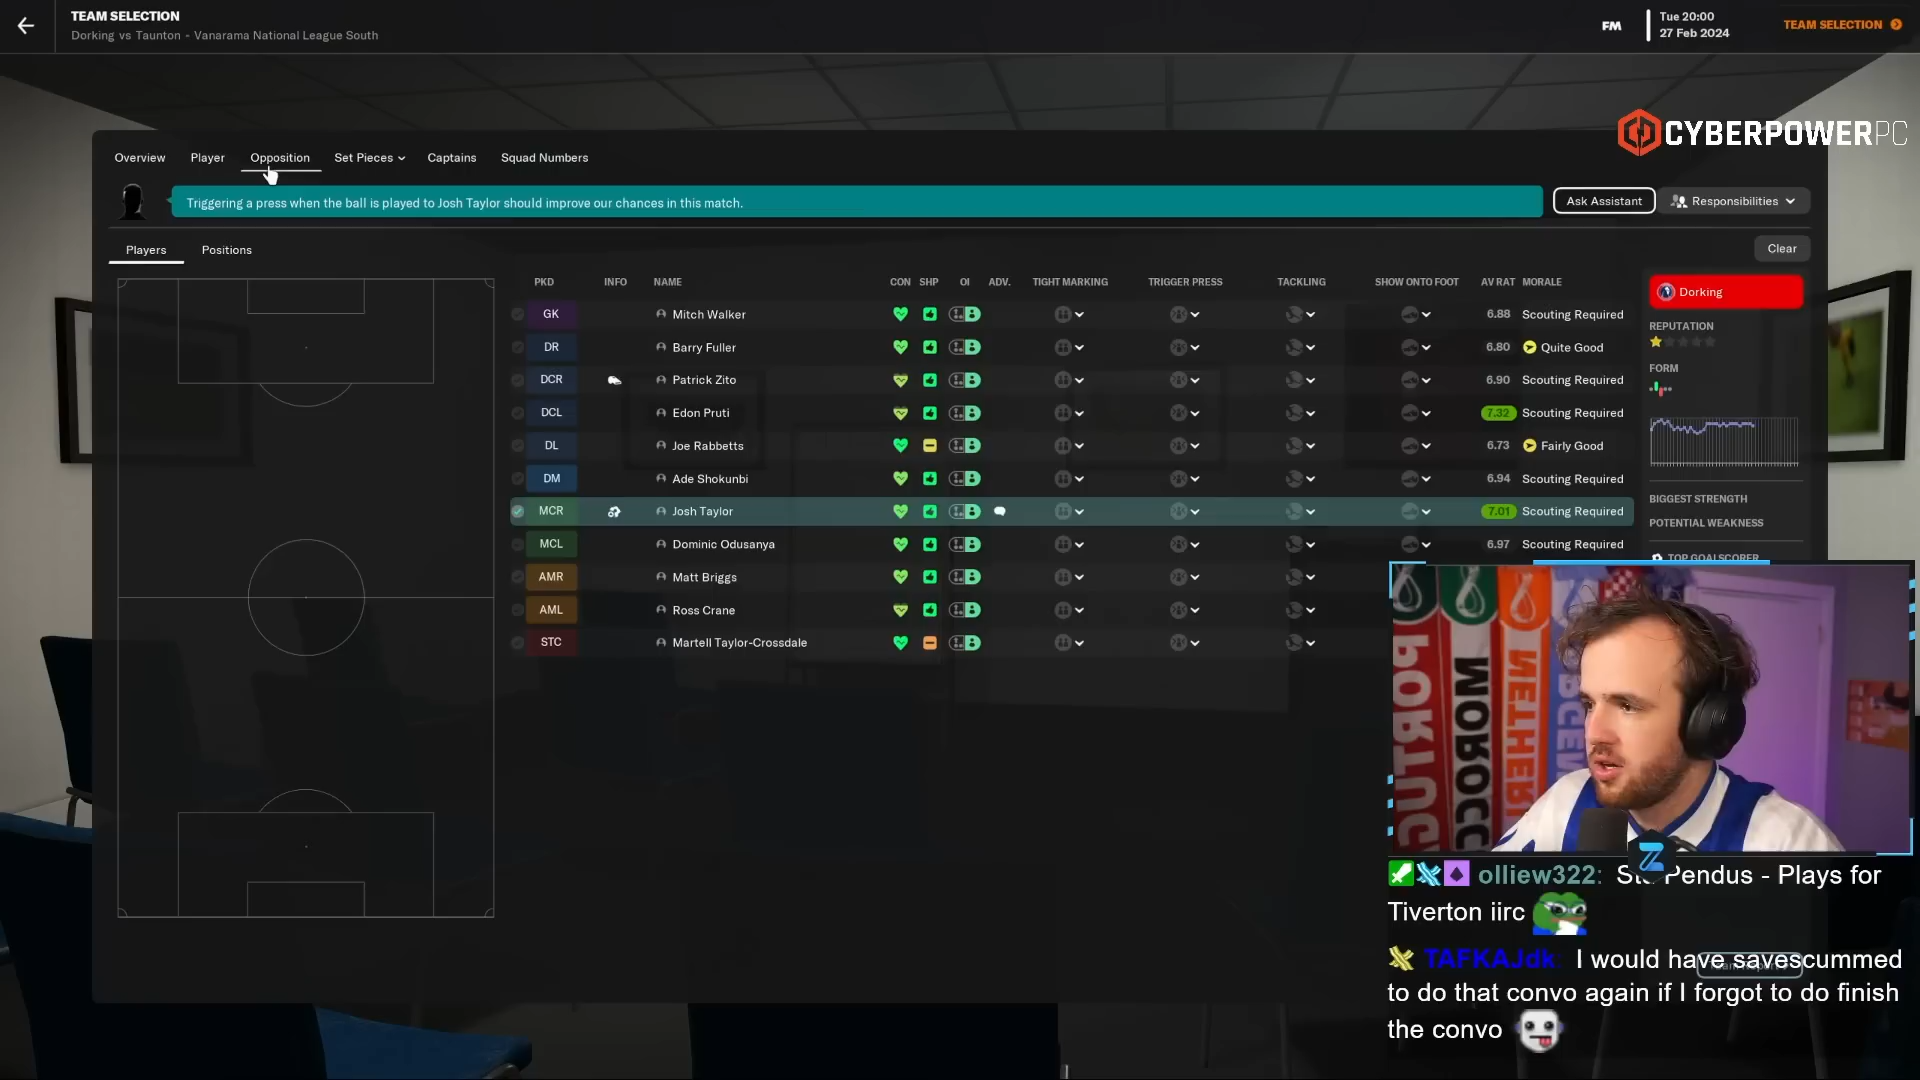 TEAM SELECTION
Dorking vs Taunton - Vanarama National League South
FM
Tue 20:00
27 Feb 2024
TEAM SELECTION
CYBERPOWERPC
Overview Player Opposition Set Pieces Captains Squad Numbers
Triggering a press when the ball is played to Josh Taylor should improve our chances in this match.
Ask Assistant Responsibilities
Players Positions Clear
PKD INFO NAME CON SHP OI ADV. TIGHT MARKING TRIGGER PRESS TACKLING SHOW ONTO FOOT AV RAT MORALE
GK Mitch Walker 6.88 Scouting Required
DR Barry Fuller 6.80 Quite Good
DCR Patrick Zito 6.90 Scouting Required
DCL Edon Pruti 7.32 Scouting Required
DL Joe Rabbetts 6.73 Fairly Good
DM Ade Shokunbi 6.94 Scouting Required
MCR Josh Taylor 7.01 Scouting Required
MCL Dominic Odusanya 6.97 Scouting Required
AMR Matt Briggs
AML Ross Crane
STC Martell Taylor-Crossdale
Dorking
REPUTATION
FORM
BIGGEST STRENGTH
POTENTIAL WEAKNESS
TOP GOALSCORER
PORTUG
MOROCCO
NETHER
olliew322: Pendus - Plays for
Tiverton iirc
TAFKAJdk: I would have savescummed
to do that convo again if I forgot to do finish
the convo